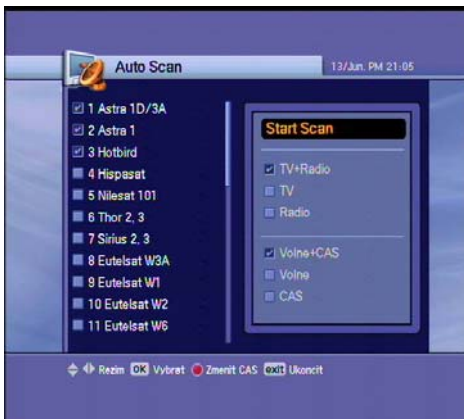 Auto Scan
13/Jun. PM 21:05
1 Astra 1D/3A
2 Astra 1
3 Hotbird
4 Hispasat
5 Nilesat 101
6 Thor 2, 3
7 Sirius 2, 3
8 Eutelsat W3A
9 Eutelsat W1
10 Eutelsat W2
11 Eutelsat W6
Start Scan
TV+Radio
TV
Radio
Volne+CAS
Volne
CAS
Rezim OK Vybrat Zmenit CAS exit Ukoncit